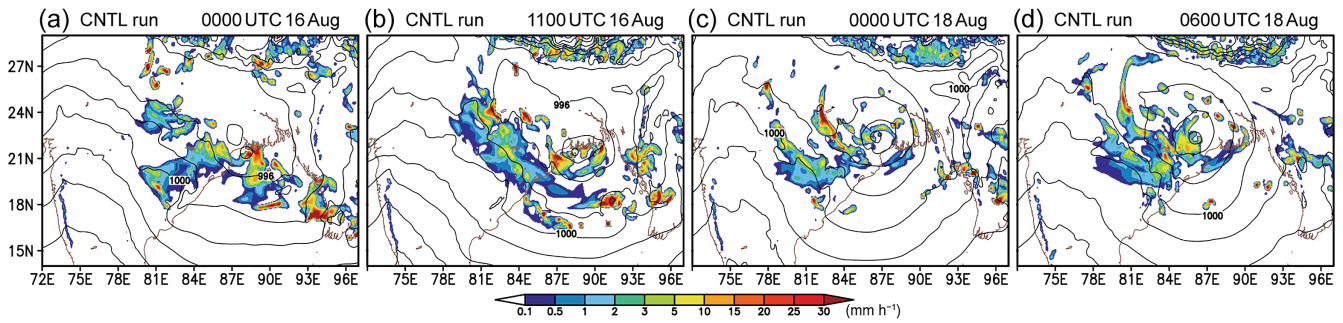 (a) CNTL run 0000 UTC 16 Aug (b) CNTL run 1100 UTC 16 Aug (c) CNTL run 0000 UTC 18 Aug (d) CNTL run 0600 UTC 18 Aug
27N
1000
996
24N
1000
21N
1000 996
18N
1000
1000
15N
72E 75E 78E 81E 84E 87E 90E 93E 96E 75E 78E 81E 84E 87E 90E 93E 96E 75E 78E 81E 84E 87E 90E 93E 96E 75E 78E 81E 84E 87E 90E 93E 96E
0.1 0.5 1 2 3 5 10 15 20 25 30 (mm h⁻¹)